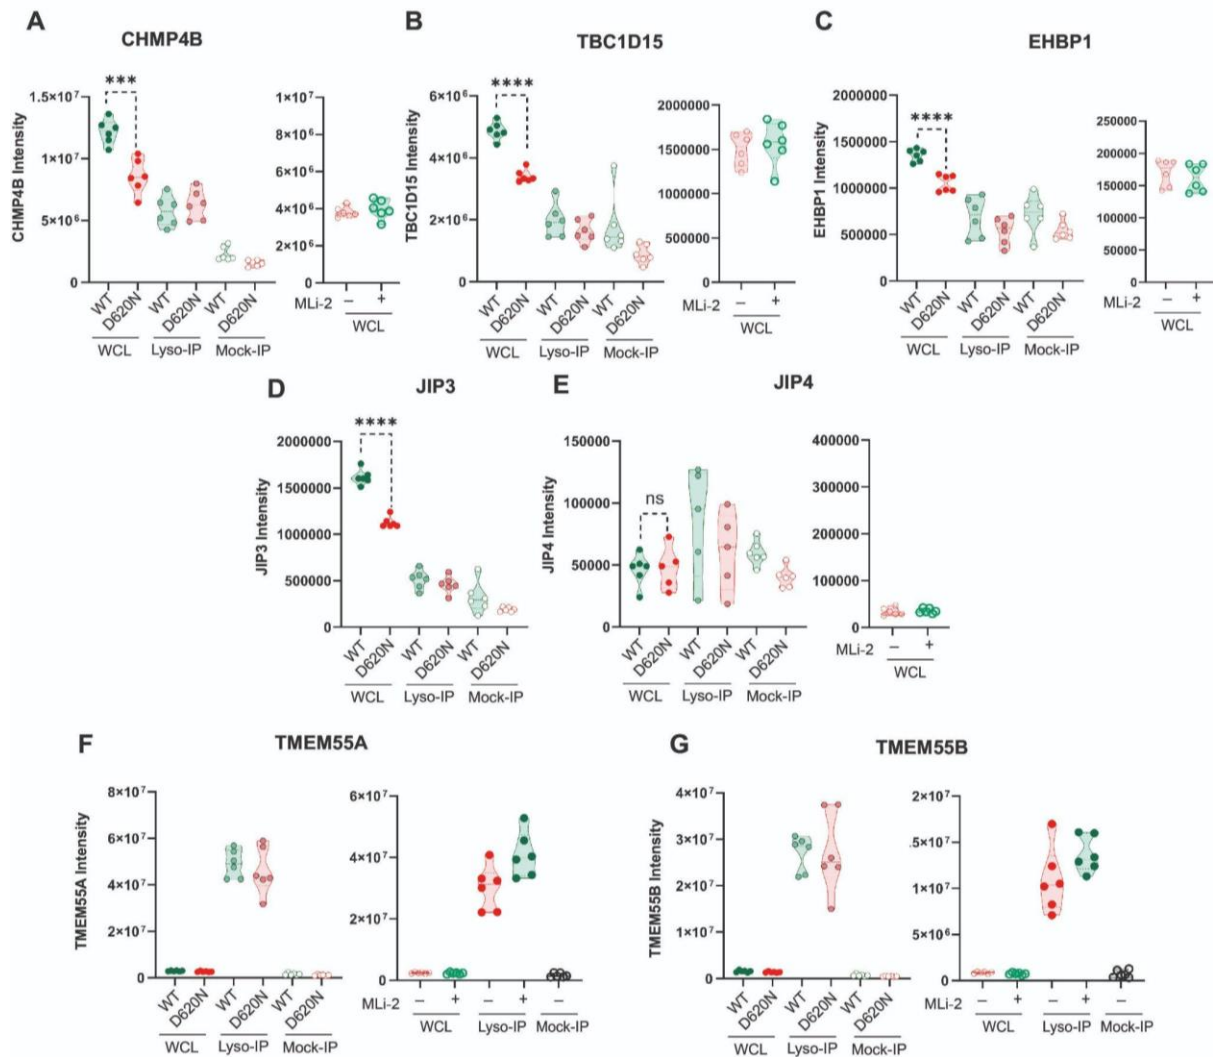 A
CHMP4B
CHMP4B Intensity
1.5×10⁷
1×10⁷
5×10⁶
0
***
WT
D620N
WT
D620N
WT
D620N
WCL
Lyso-IP
Mock-IP
1×10⁷
8×10⁶
6×10⁶
4×10⁶
2×10⁶
0
MLi-2
–
+
WCL
B
TBC1D15
TBC1D15 Intensity
6×10⁶
4×10⁶
2×10⁶
0
****
WT
D620N
WT
D620N
WT
D620N
WCL
Lyso-IP
Mock-IP
2000000
1500000
1000000
500000
0
MLi-2
–
+
WCL
C
EHBP1
EHBP1 Intensity
2000000
1500000
1000000
500000
0
****
WT
D620N
WT
D620N
WT
D620N
WCL
Lyso-IP
Mock-IP
250000
200000
150000
100000
50000
0
MLi-2
–
+
WCL
D
JIP3
JIP3 Intensity
2000000
1500000
1000000
500000
0
****
WT
D620N
WT
D620N
WT
D620N
WCL
Lyso-IP
Mock-IP
E
JIP4
JIP4 Intensity
150000
100000
50000
0
ns
WT
D620N
WT
D620N
WT
D620N
WCL
Lyso-IP
Mock-IP
400000
300000
200000
100000
0
MLi-2
–
+
WCL
F
TMEM55A
TMEM55A Intensity
8×10⁷
6×10⁷
4×10⁷
2×10⁷
0
WT
D620N
WT
D620N
WT
D620N
WCL
Lyso-IP
Mock-IP
6×10⁷
4×10⁷
2×10⁷
0
MLi-2
–
+
–
+
–
WCL
Lyso-IP
Mock-IP
G
TMEM55B
TMEM55B Intensity
4×10⁷
3×10⁷
2×10⁷
1×10⁷
0
WT
D620N
WT
D620N
WT
D620N
WCL
Lyso-IP
Mock-IP
2×10⁷
1.5×10⁷
1×10⁷
5×10⁶
0
MLi-2
–
+
–
+
–
WCL
Lyso-IP
Mock-IP